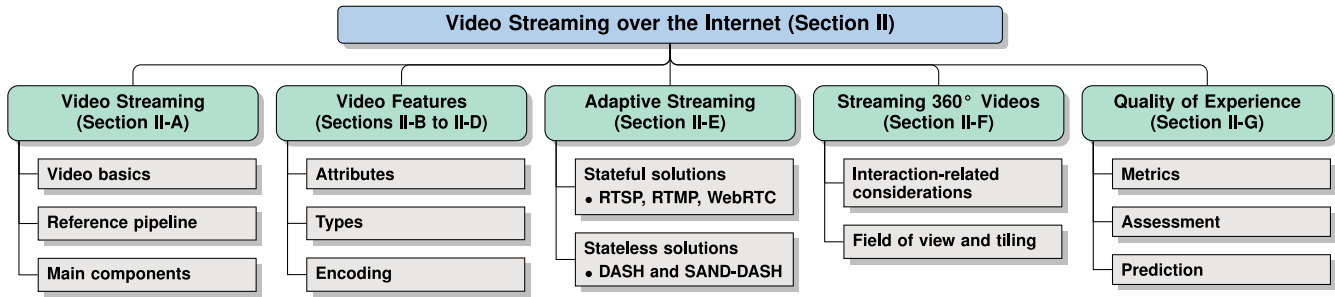 Video Streaming over the Internet (Section II)
Video Streaming
(Section II-A)
Video basics
Reference pipeline
Main components
Video Features
(Sections II-B to II-D)
Attributes
Types
Encoding
Adaptive Streaming
(Section II-E)
Stateful solutions
• RTSP, RTMP, WebRTC
Stateless solutions
• DASH and SAND-DASH
Streaming 360° Videos
(Section II-F)
Interaction-related
considerations
Field of view and tiling
Quality of Experience
(Section II-G)
Metrics
Assessment
Prediction